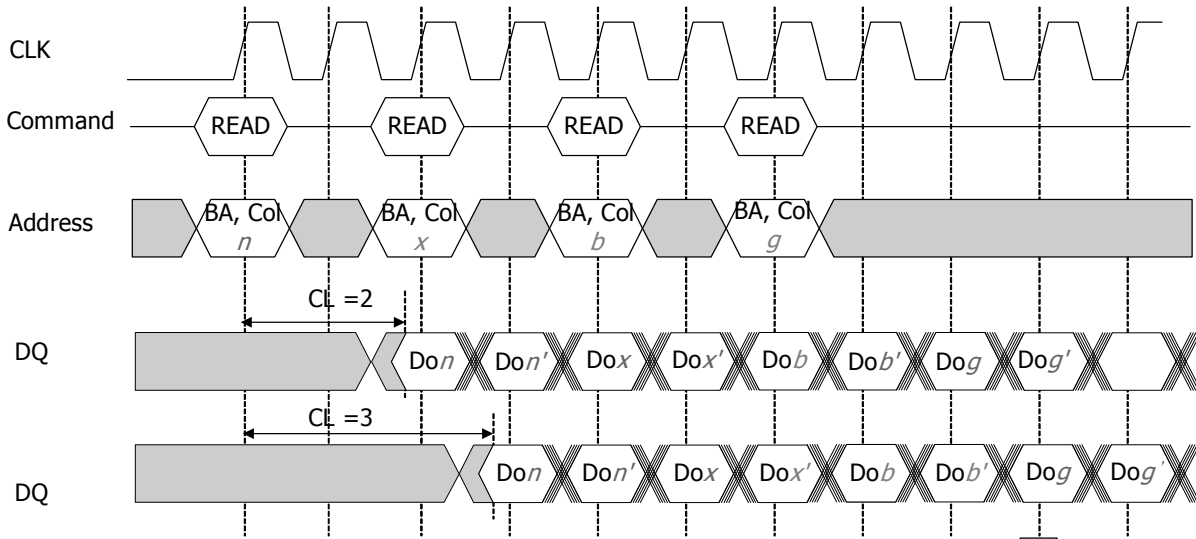 CLK
Command READ READ READ READ
Address BA, Col BA, Col BA, Col BA, Col
n x b g
CL =2
DQ Don Don' Dox Dox' Dob Dob' Dog Dog'
CL =3
DQ Don Don' Dox Dox' Dob Dob' Dog Dog'